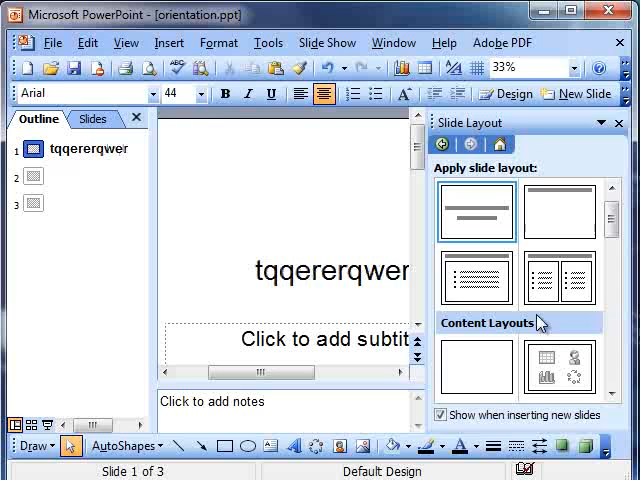 Microsoft PowerPoint - [orientation.ppt]
File Edit View Insert Format Tools Slide Show Window Help Adobe PDF
33%
Arial 44 B I U S Design New Slide
Outline Slides
Slide Layout
1 tqqererqwer
2
3
Apply slide layout:
tqqererqwer
Content Layouts
Click to add subtit
Click to add notes
Show when inserting new slides
Draw AutoShapes
Slide 1 of 3 Default Design